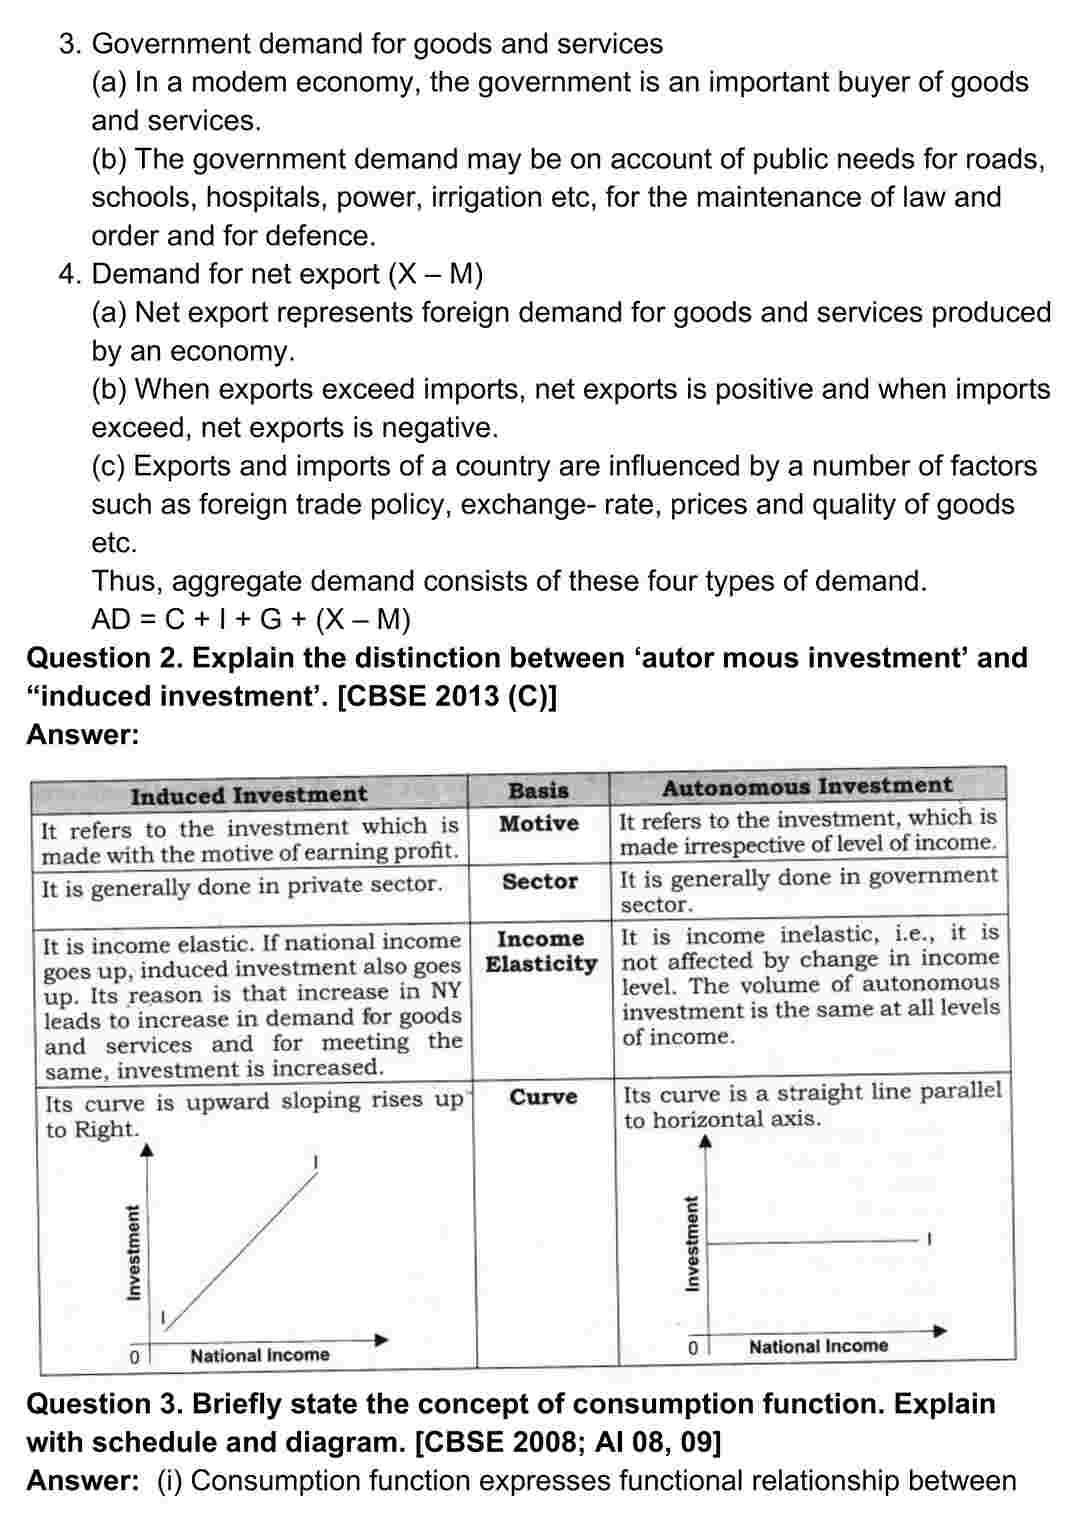 3. Government demand for goods and services
(a) In a modem economy, the government is an important buyer of goods
and services.
(b) The government demand may be on account of public needs for roads,
schools, hospitals, power, irrigation etc, for the maintenance of law and
order and for defence.
4. Demand for net export (X – M)
(a) Net export represents foreign demand for goods and services produced
by an economy.
(b) When exports exceed imports, net exports is positive and when imports
exceed, net exports is negative.
(c) Exports and imports of a country are influenced by a number of factors
such as foreign trade policy, exchange- rate, prices and quality of goods
etc.
Thus, aggregate demand consists of these four types of demand.
AD = C + I + G + (X – M)
Question 2. Explain the distinction between ‘autor mous investment’ and
“induced investment’. [CBSE 2013 (C)]
Answer:
Induced Investment
Basis
Autonomous Investment
It refers to the investment which is
made with the motive of earning profit.
Motive
It refers to the investment, which is
made irrespective of level of income.
It is generally done in private sector.
Sector
It is generally done in government
sector.
It is income elastic. If national income
goes up, induced investment also goes
up. Its reason is that increase in NY
leads to increase in demand for goods
and services and for meeting the
same, investment is increased.
Income
Elasticity
It is income inelastic, i.e., it is
not affected by change in income
level. The volume of autonomous
investment is the same at all levels
of income.
Its curve is upward sloping rises up
to Right.
I
Investment
I
0
National Income
Curve
Its curve is a straight line parallel
to horizontal axis.
Investment
I
0
National Income
Question 3. Briefly state the concept of consumption function. Explain
with schedule and diagram. [CBSE 2008; AI 08, 09]
Answer: (i) Consumption function expresses functional relationship between